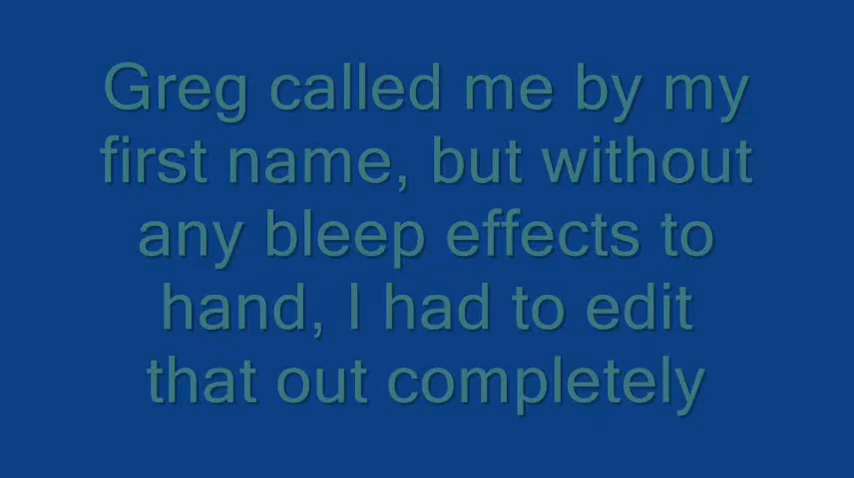 Greg called me by my
first name, but without
any bleep effects to
hand, I had to edit
that out completely